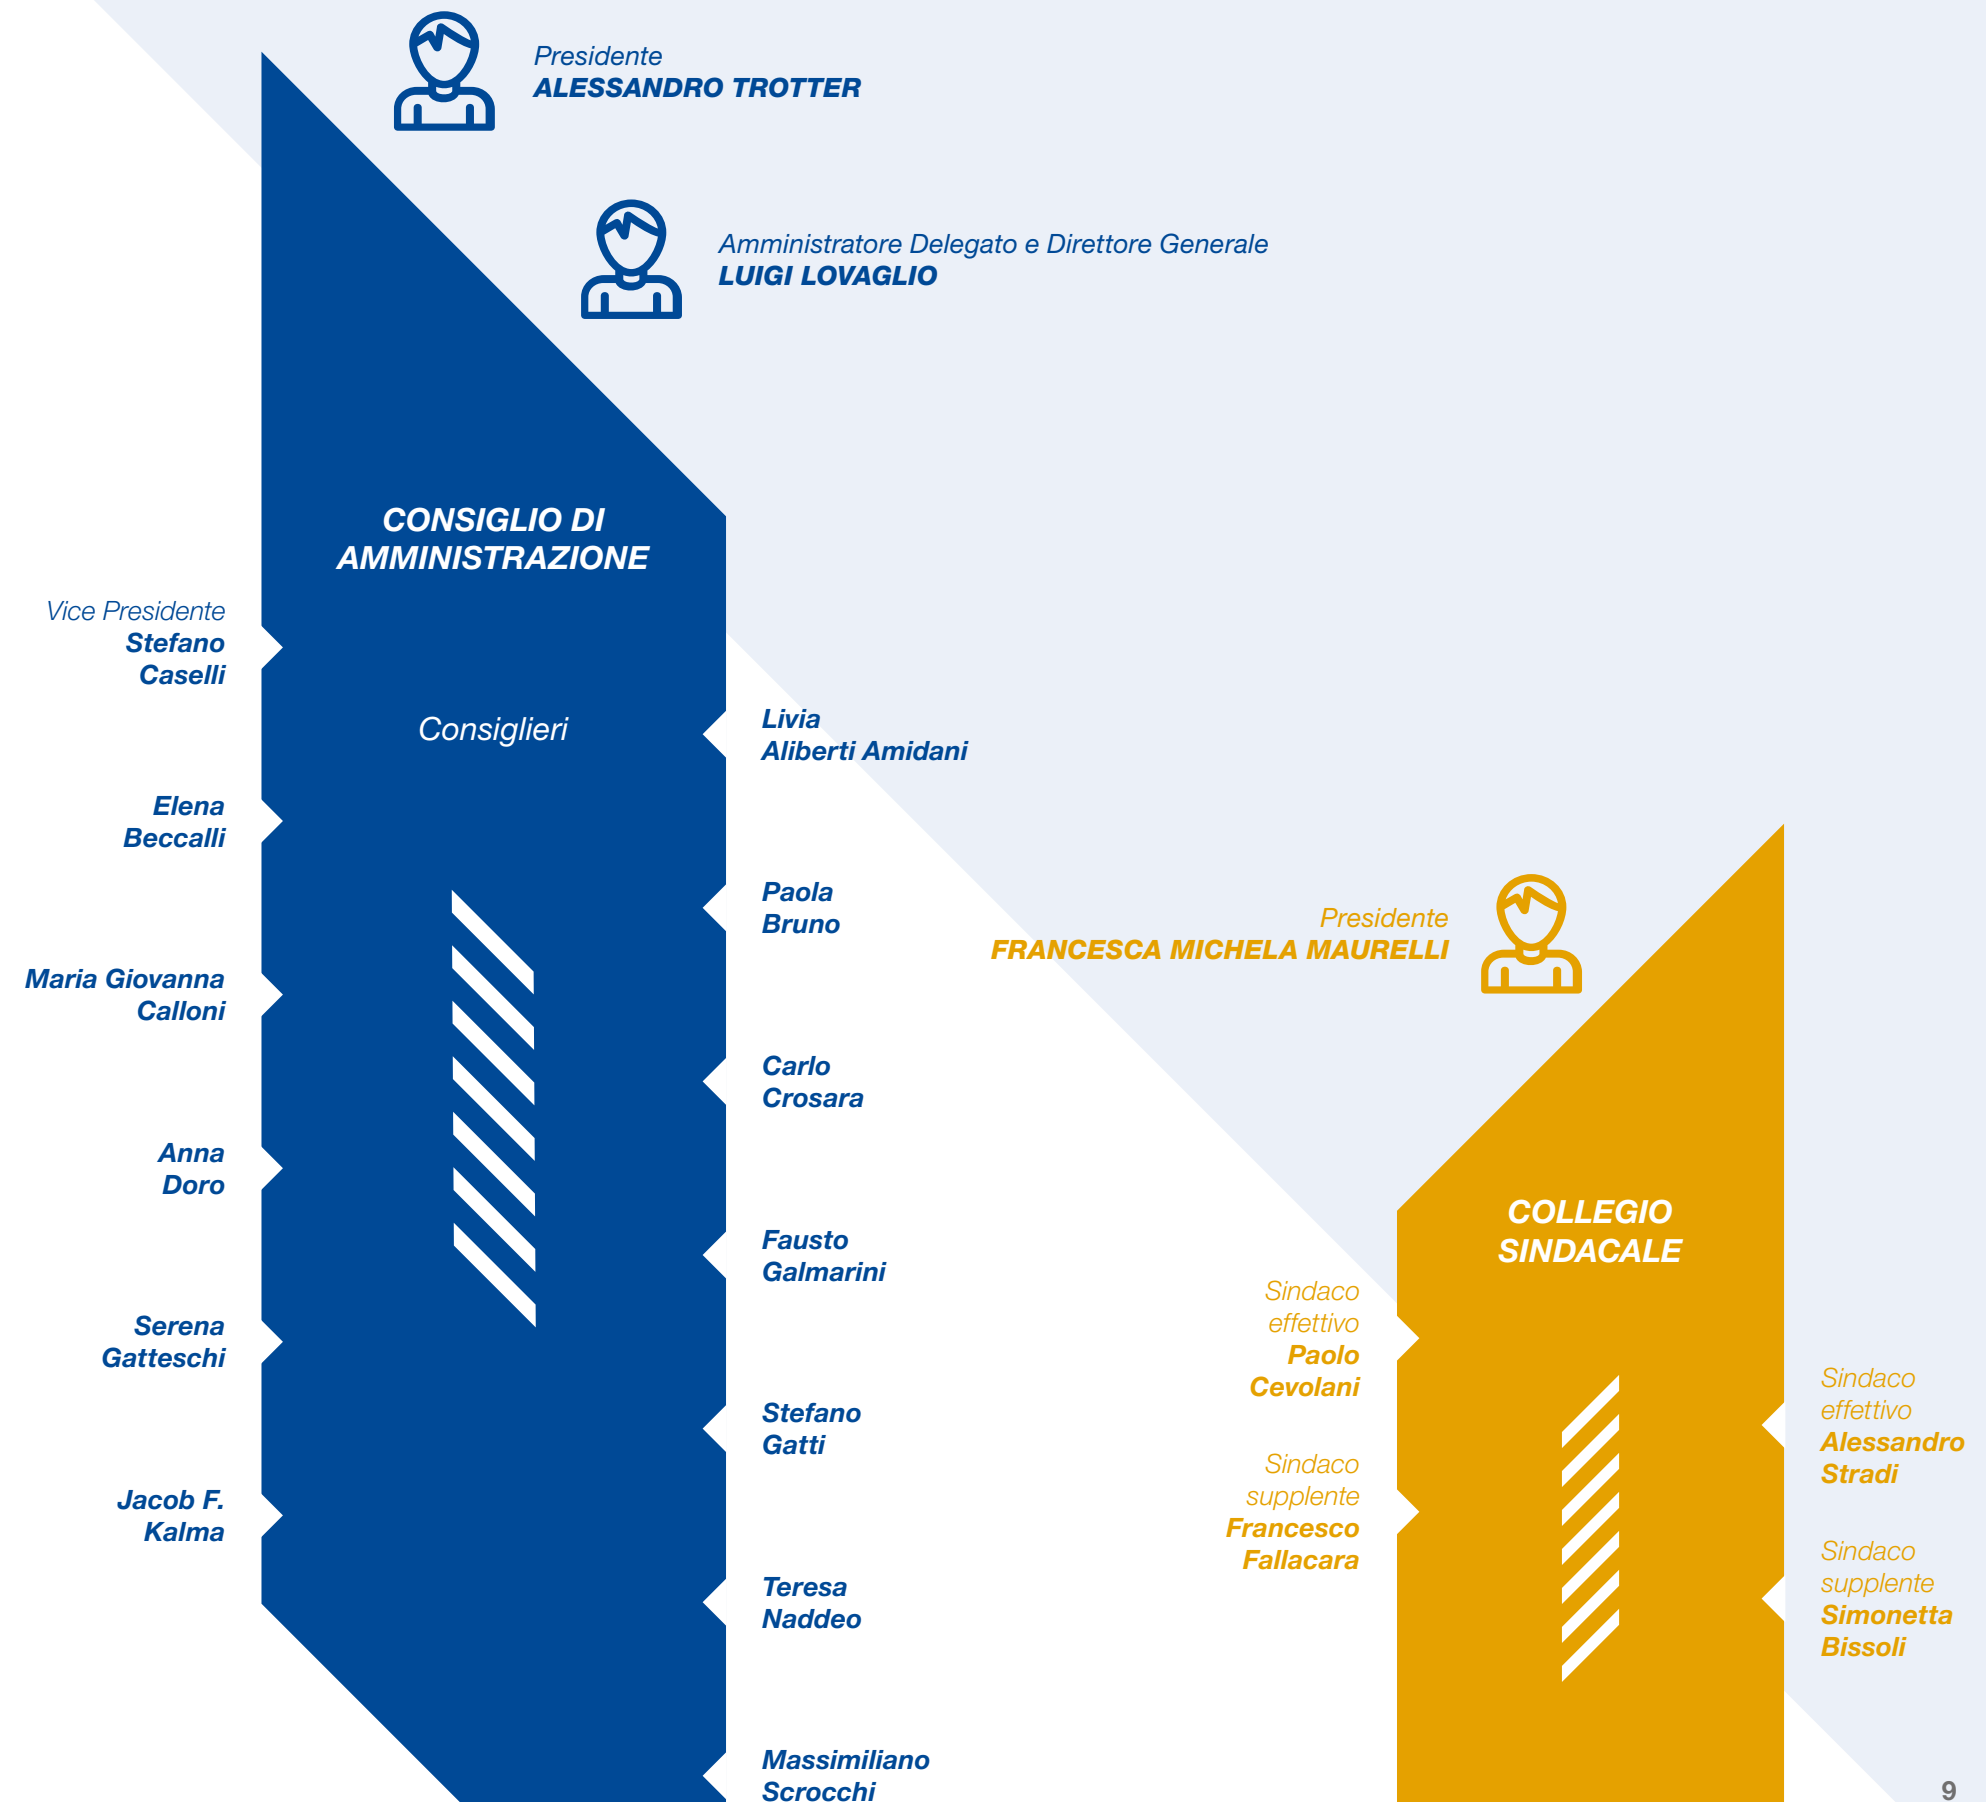 Presidente
ALESSANDRO TROTTER
Amministratore Delegato e Direttore Generale
LUIGI LOVAGLIO
CONSIGLIO DI
AMMINISTRAZIONE
Vice Presidente
Stefano
Caselli
Consiglieri
Livia
Aliberti Amidani
Elena
Beccalli
Paola
Bruno
Maria Giovanna
Calloni
Carlo
Crosara
Anna
Doro
Fausto
Galmarini
Serena
Gatteschi
Stefano
Gatti
Jacob F.
Kalma
Teresa
Naddeo
Massimiliano
Scrocchi
Presidente
FRANCESCA MICHELA MAURELLI
COLLEGIO
SINDACALE
Sindaco
effettivo
Paolo
Cevolani
Sindaco
effettivo
Alessandro
Stradi
Sindaco
supplente
Francesco
Fallacara
Sindaco
supplente
Simonetta
Bissoli
9